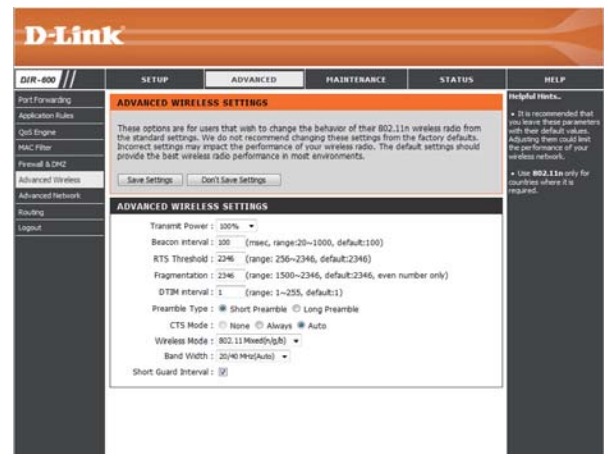 D-Link
DIR-600
SETUP
ADVANCED
MAINTENANCE
STATUS
HELP
Port Forwarding
Application Rules
QoS Engine
MAC Filter
Firewall & DMZ
Advanced Wireless
Advanced Network
Routing
Logout
ADVANCED WIRELESS SETTINGS
These options are for users that wish to change the behavior of their 802.11n wireless radio from
the standard settings. We do not recommend changing these settings from the factory defaults.
Incorrect settings may impact the performance of your wireless radio. The default settings should
provide the best wireless radio performance in most environments.
Save Settings Don't Save Settings
ADVANCED WIRELESS SETTINGS
Transmit Power : 100%
Beacon interval : 100 (msec, range:20~1000, default:100)
RTS Threshold : 2346 (range: 256~2346, default:2346)
Fragmentation : 2346 (range: 1500~2346, default:2346, even number only)
DTIM interval : 1 (range: 1~255, default:1)
Preamble Type : Short Preamble Long Preamble
CTS Mode : None Always Auto
Wireless Mode : 802.11 Mixed(n/g/b)
Band Width : 20/40 MHz(Auto)
Short Guard Interval :
Helpful Hints..
• It is recommended that
you leave these parameters
with their default values.
Adjusting them could limit
the performance of your
wireless network.
• Use 802.11n only for
countries where it is
required.